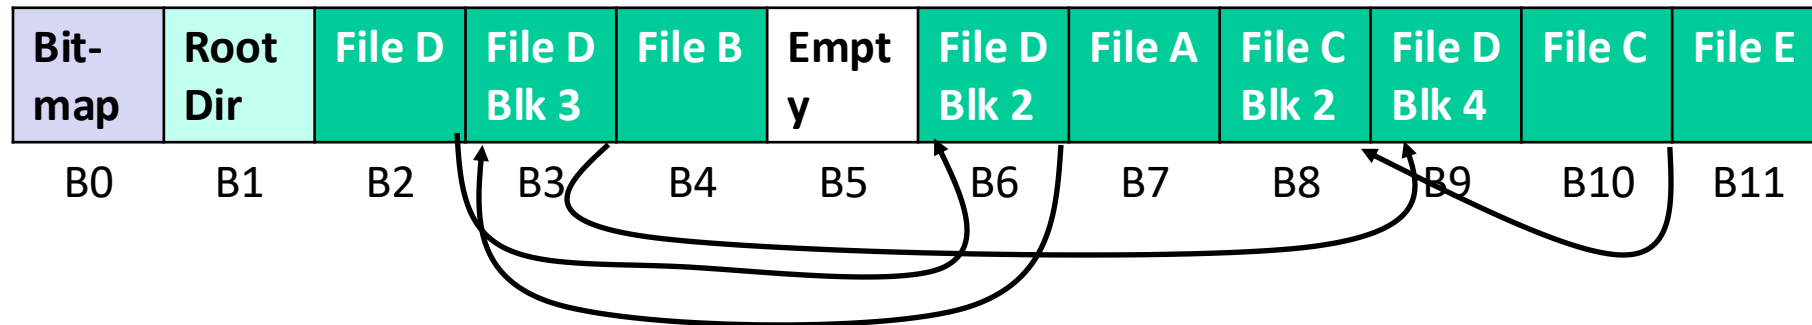 Bit-
map
Root
Dir
File D
File D
Blk 3
File B
Empt
y
File D
Blk 2
File A
File C
Blk 2
File D
Blk 4
File C
File E
B0 B1 B2 B3 B4 B5 B6 B7 B8 B9 B10 B11